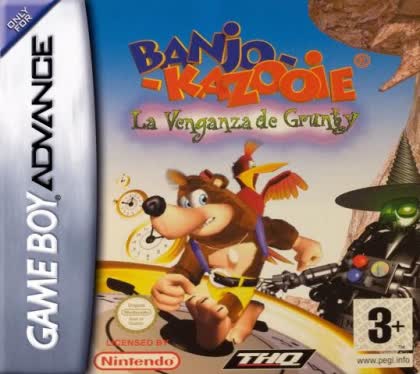 ONLY FOR
GAME BOY ADVANCE
BANJO-
KAZOOIE®
La Venganza de Grunty
LICENSED BY
Nintendo
THQ
3+
™
www.pegi.info